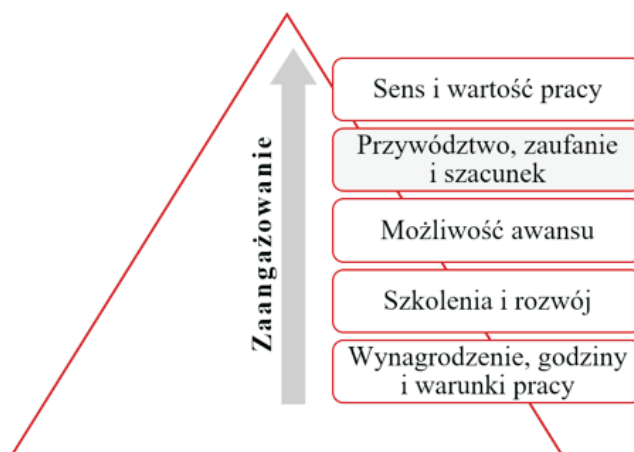 Zaangażowanie
Sens i wartość pracy
Przywództwo, zaufanie
i szacunek
Możliwość awansu
Szkolenia i rozwój
Wynagrodzenie, godziny
i warunki pracy